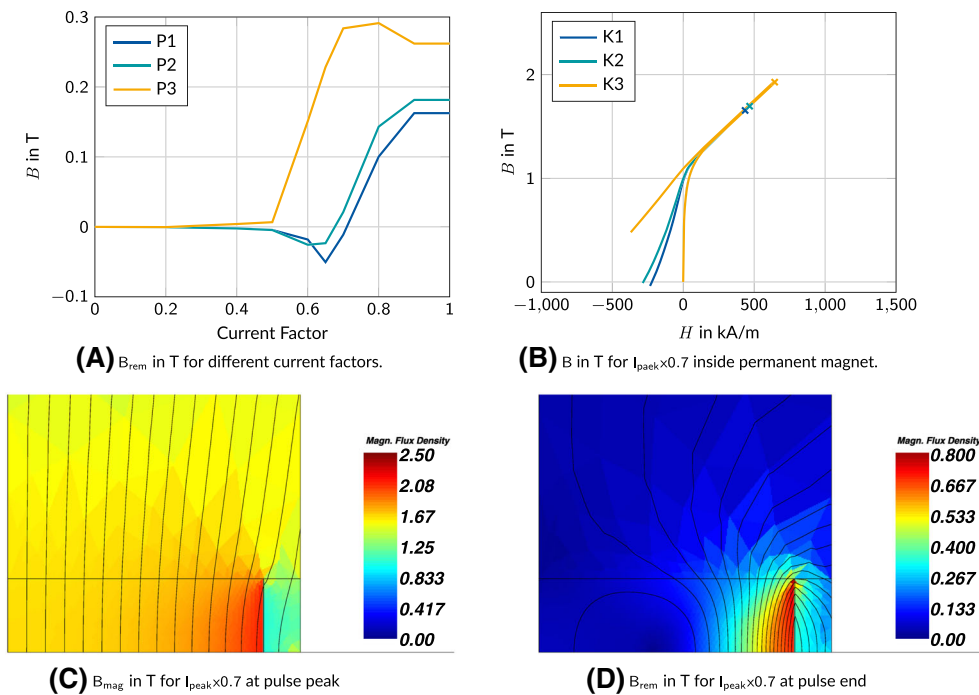 0.3
0.2
0.1
0
−0.1
B in T
P1
P2
P3
0 0.2 0.4 0.6 0.8 1
Current Factor
(A) B_rem in T for different current factors.
2
1
0
B in T
K1
K2
K3
−1,000 −500 0 500 1,000 1,500
H in kA/m
(B) B in T for I_paek×0.7 inside permanent magnet.
Magn. Flux Density
2.50
2.08
1.67
1.25
0.833
0.417
0.00
(C) B_mag in T for I_peak×0.7 at pulse peak
Magn. Flux Density
0.800
0.667
0.533
0.400
0.267
0.133
0.00
(D) B_rem in T for I_peak×0.7 at pulse end